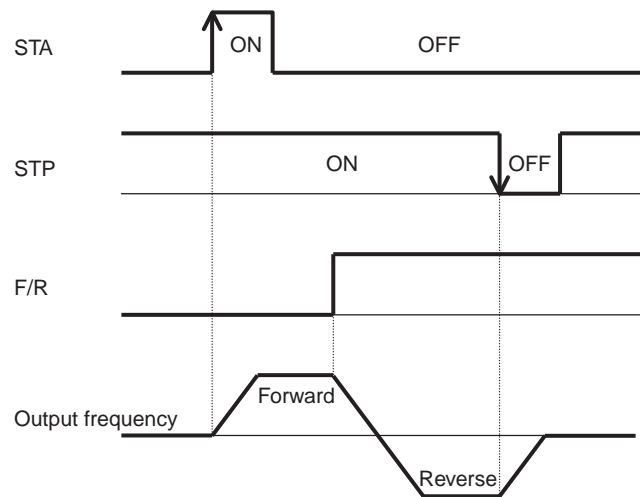 STA
ON
OFF
STP
ON
OFF
F/R
Output frequency
Forward
Reverse